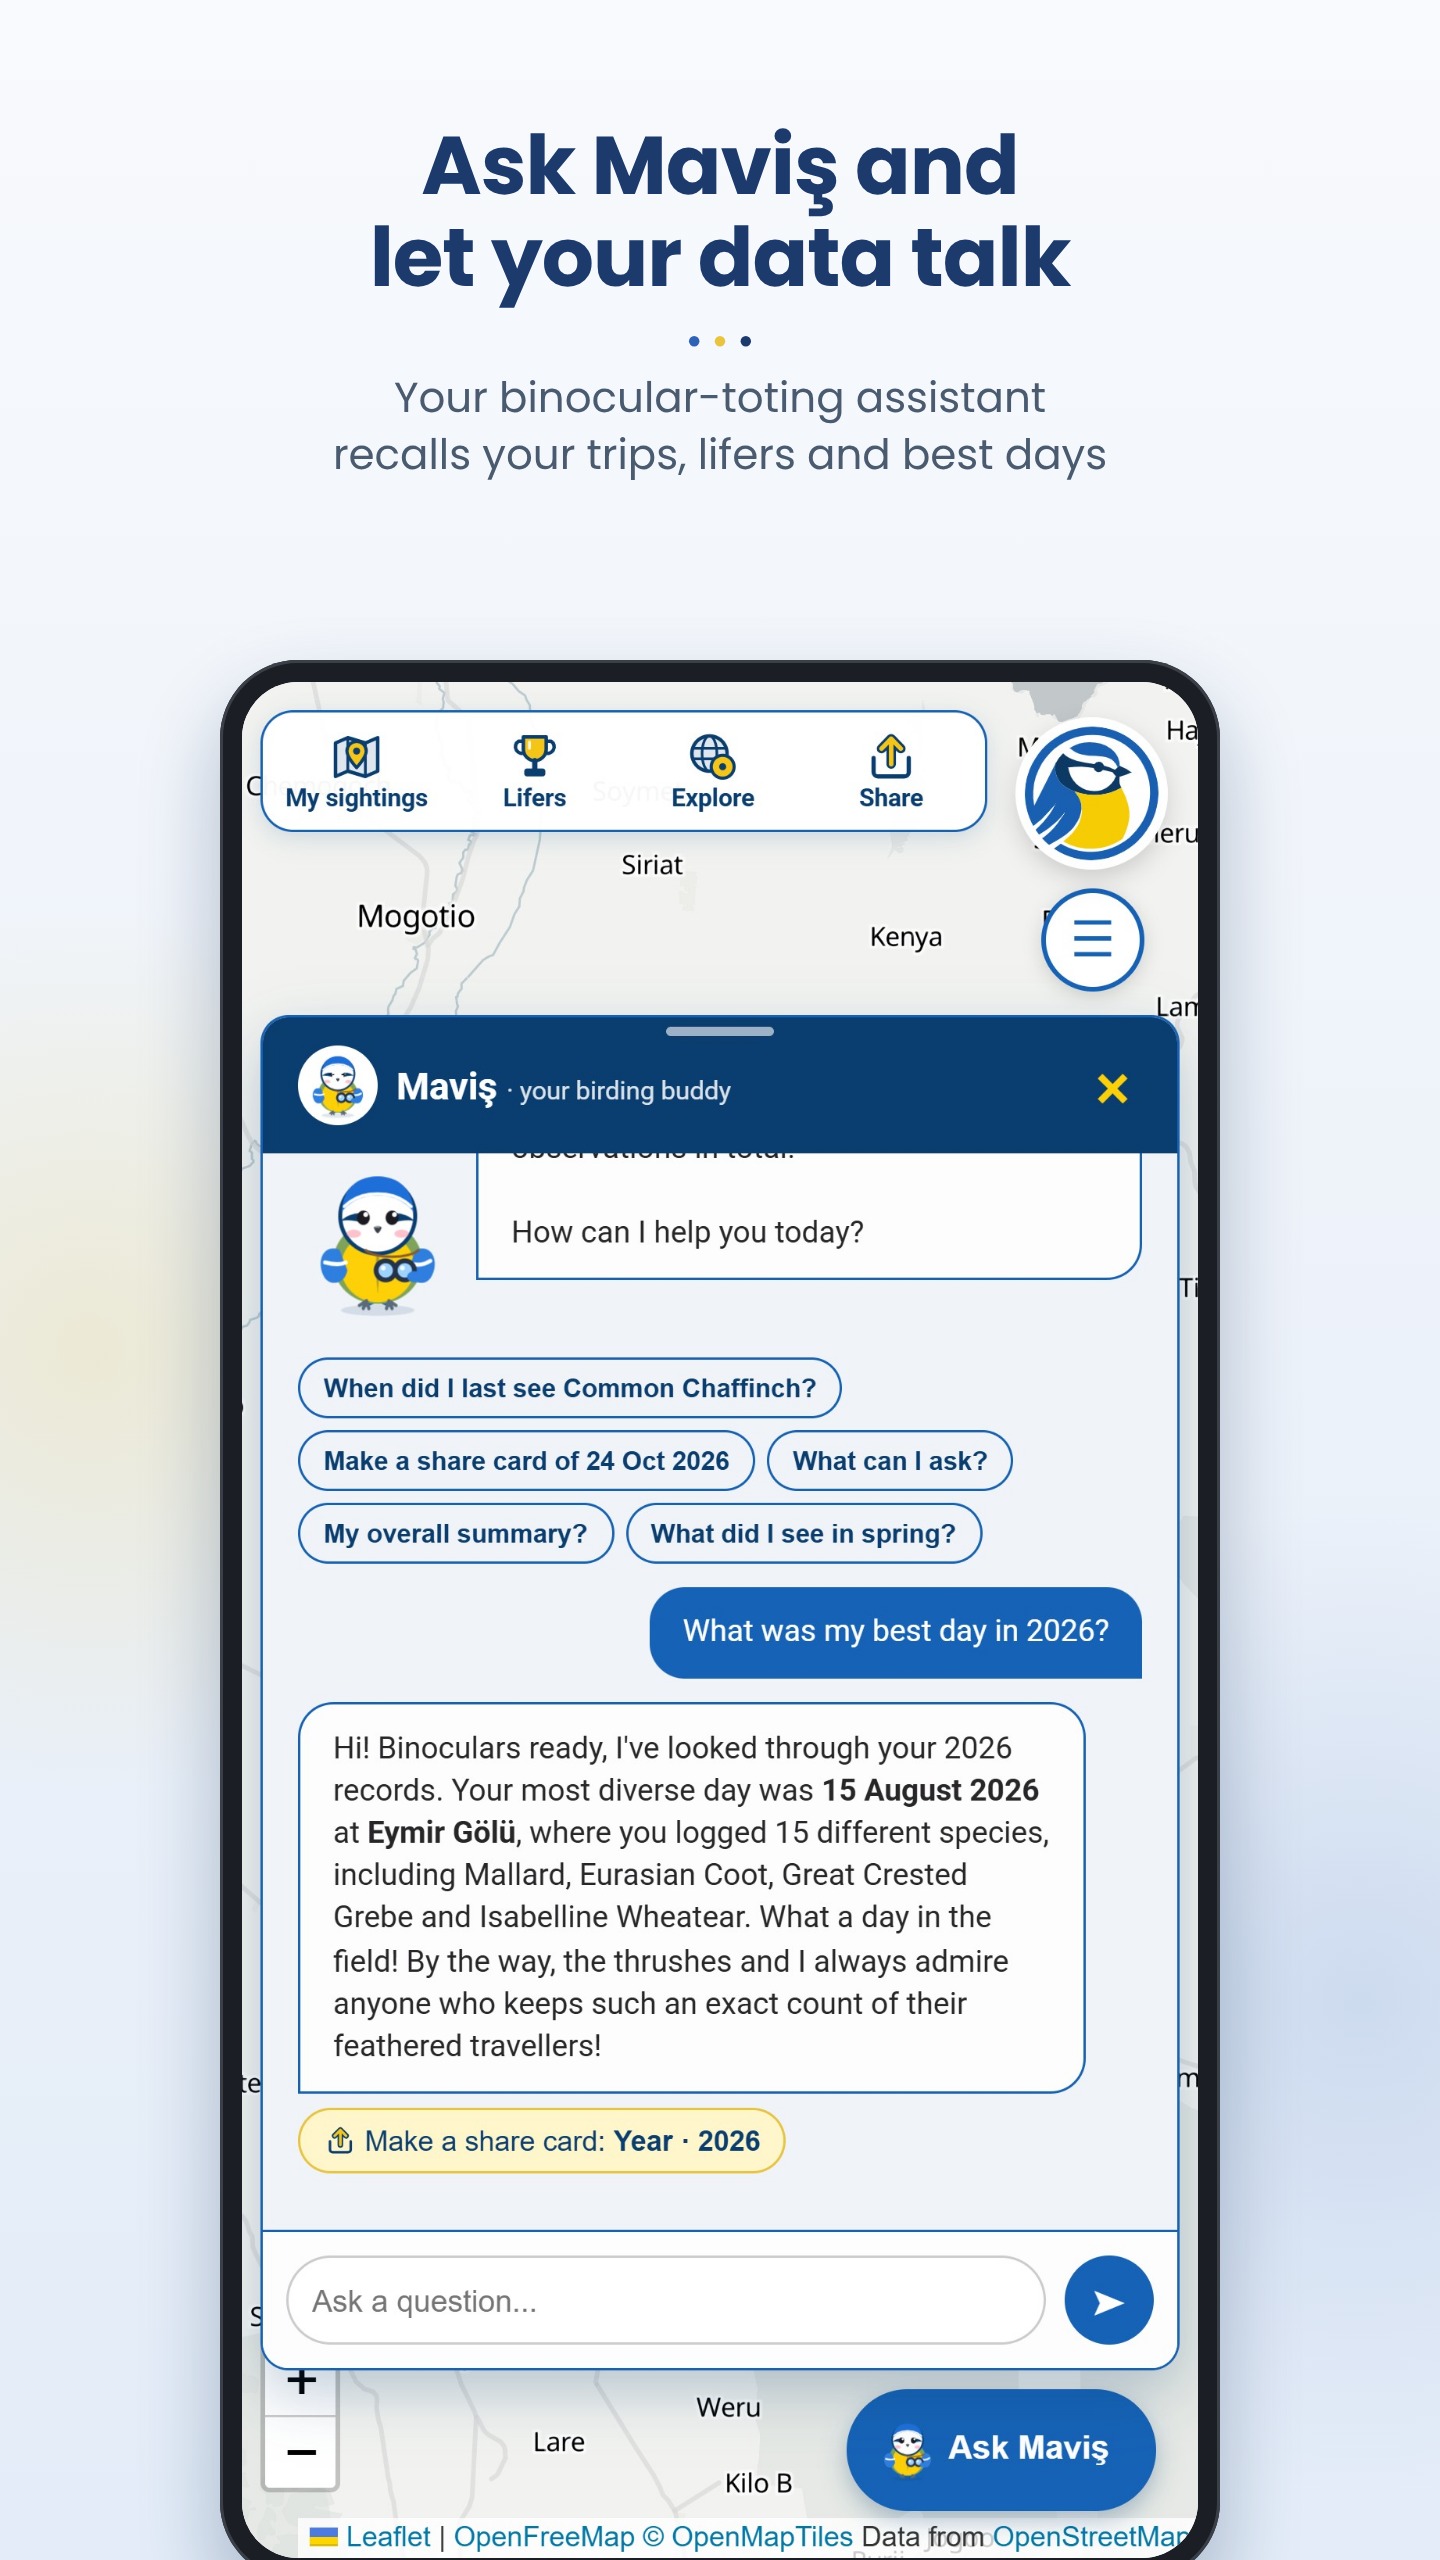 Ask Maviş and
let your data talk
Your binocular-toting assistant
recalls your trips, lifers and best days
My sightings
Lifers
Explore
Share
Siriat
Mogotio
Kenya
Maviş · your birding buddy
observations in total.
How can I help you today?
When did I last see Common Chaffinch?
Make a share card of 24 Oct 2026
What can I ask?
My overall summary?
What did I see in spring?
What was my best day in 2026?
Hi! Binoculars ready, I've looked through your 2026
records. Your most diverse day was 15 August 2026
at Eymir Gölü, where you logged 15 different species,
including Mallard, Eurasian Coot, Great Crested
Grebe and Isabelline Wheatear. What a day in the
field! By the way, the thrushes and I always admire
anyone who keeps such an exact count of their
feathered travellers!
Make a share card: Year · 2026
Ask a question...
+
−
Weru
Lare
Kilo B
Ask Maviş
Leaflet | OpenFreeMap © OpenMapTiles Data from OpenStreetMap